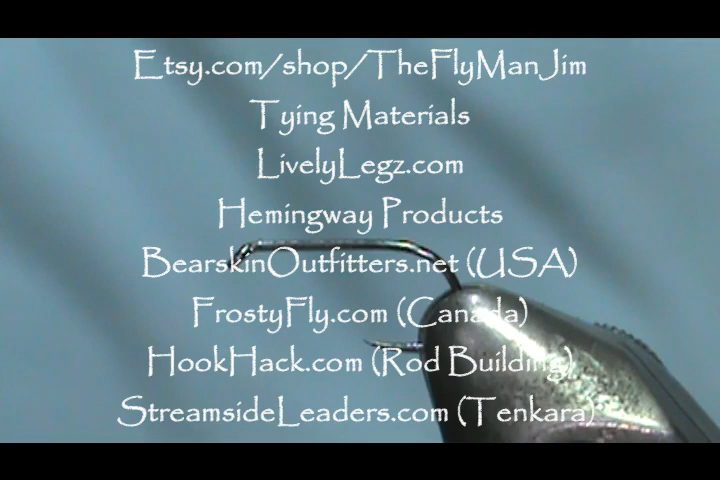 Etsy.com/shop/TheFlyManJim
Tying Materials
LivelyLegz.com
Hemingway Products
BearskinOutfitters.net (USA)
FrostyFly.com (Canada)
HookHack.com (Rod Building)
StreamsideLeaders.com (Tenkara)